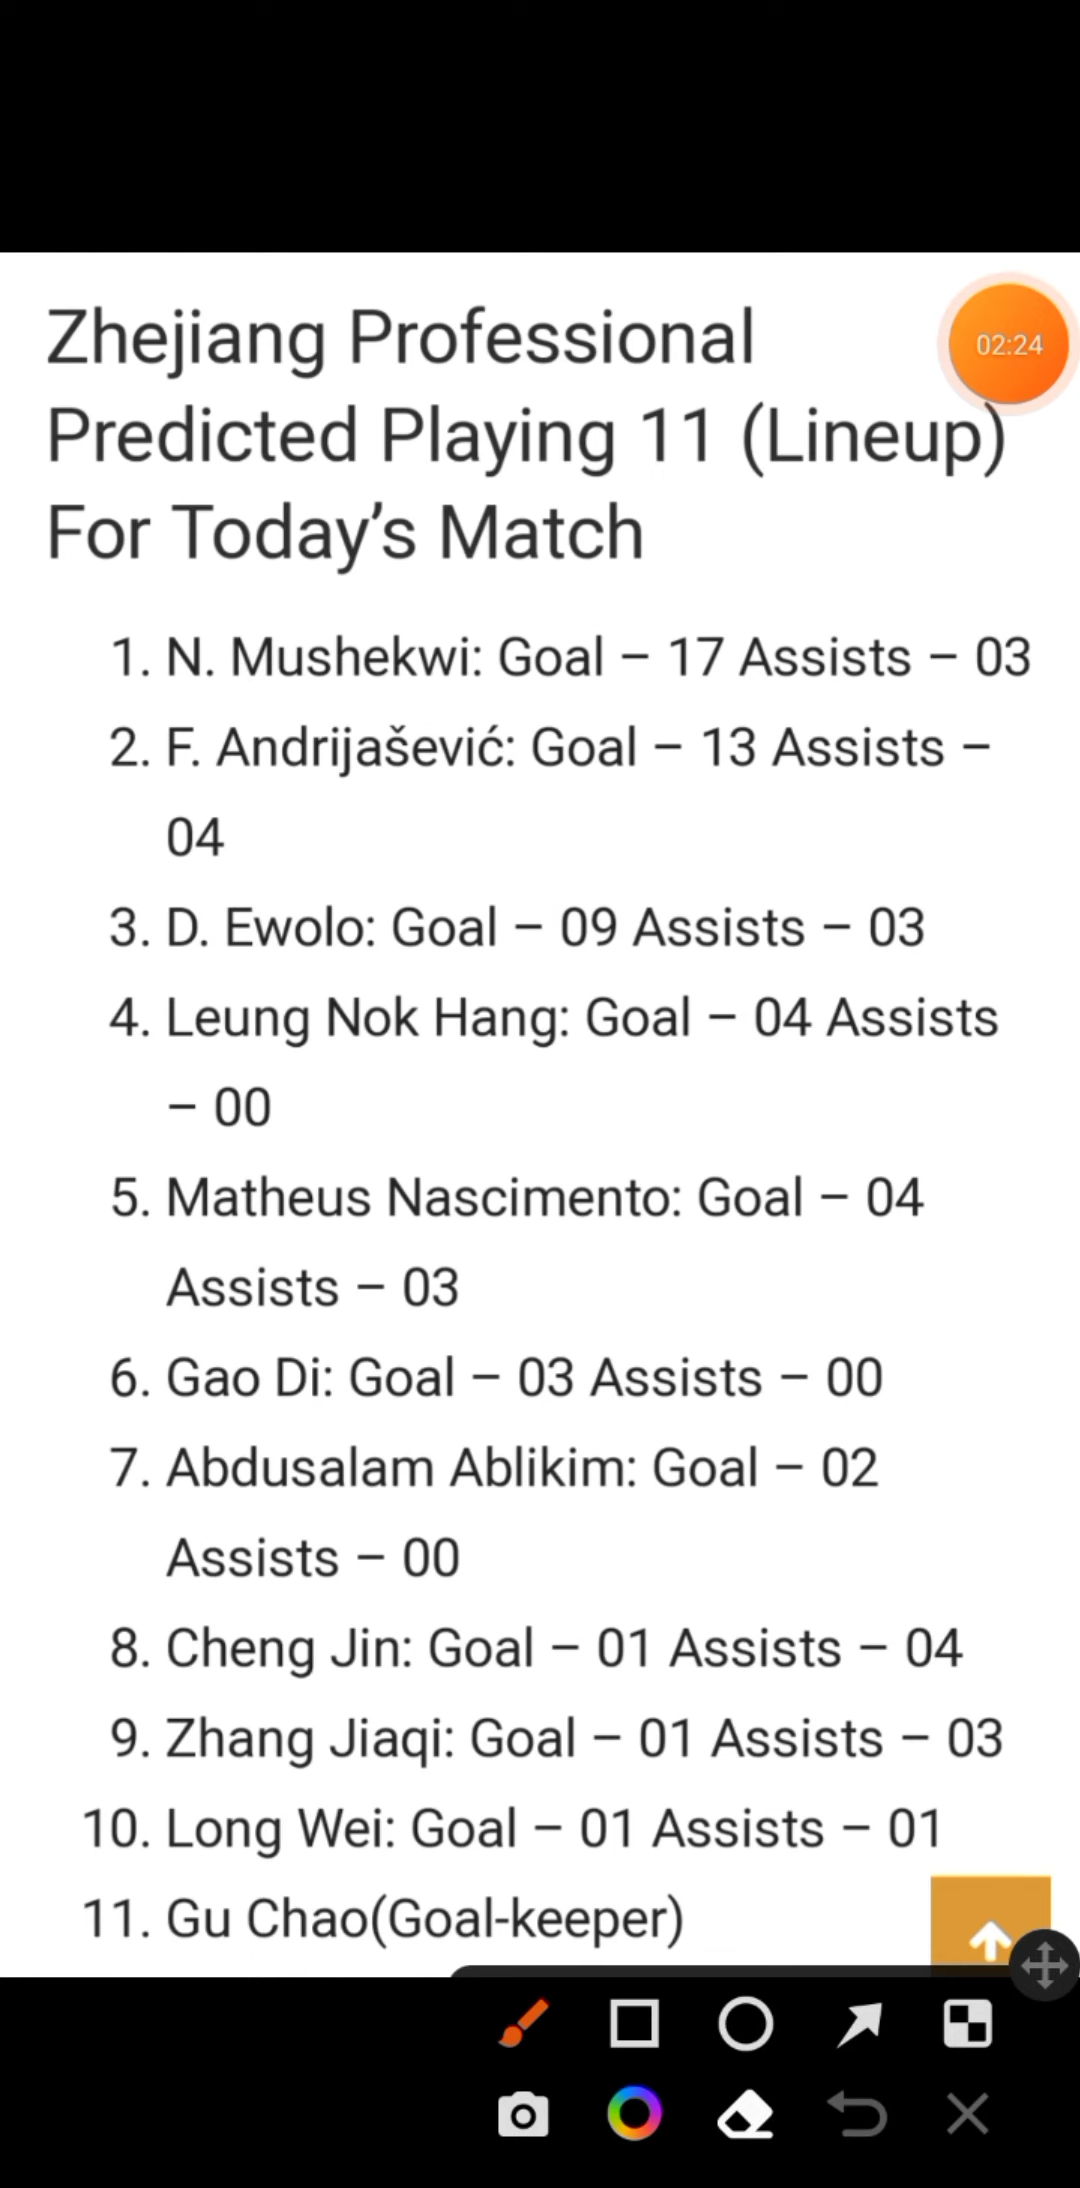 Zhejiang Professional
02:24
Predicted Playing 11 (Lineup)
For Today’s Match
1. N. Mushekwi: Goal – 17 Assists – 03
2. F. Andrijašević: Goal – 13 Assists –
04
3. D. Ewolo: Goal – 09 Assists – 03
4. Leung Nok Hang: Goal – 04 Assists
– 00
5. Matheus Nascimento: Goal – 04
Assists – 03
6. Gao Di: Goal – 03 Assists – 00
7. Abdusalam Ablikim: Goal – 02
Assists – 00
8. Cheng Jin: Goal – 01 Assists – 04
9. Zhang Jiaqi: Goal – 01 Assists – 03
10. Long Wei: Goal – 01 Assists – 01
11. Gu Chao(Goal-keeper)